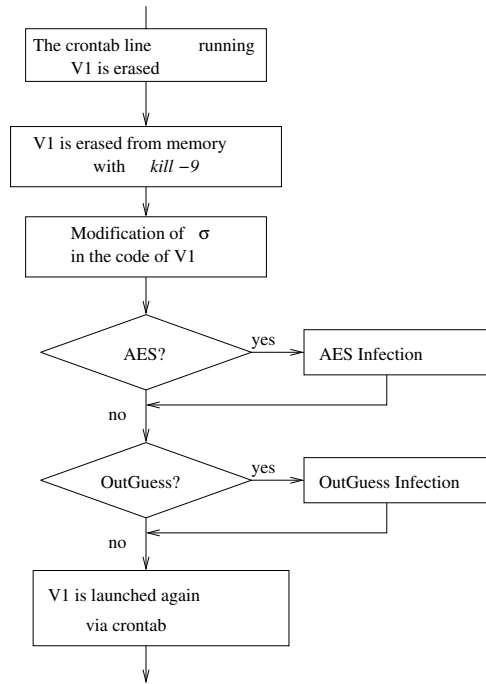 The crontab line running
V1 is erased
V1 is erased from memory
with kill −9
Modification of σ
in the code of V1
AES?
yes
AES Infection
no
OutGuess?
yes
OutGuess Infection
no
V1 is launched again
via crontab